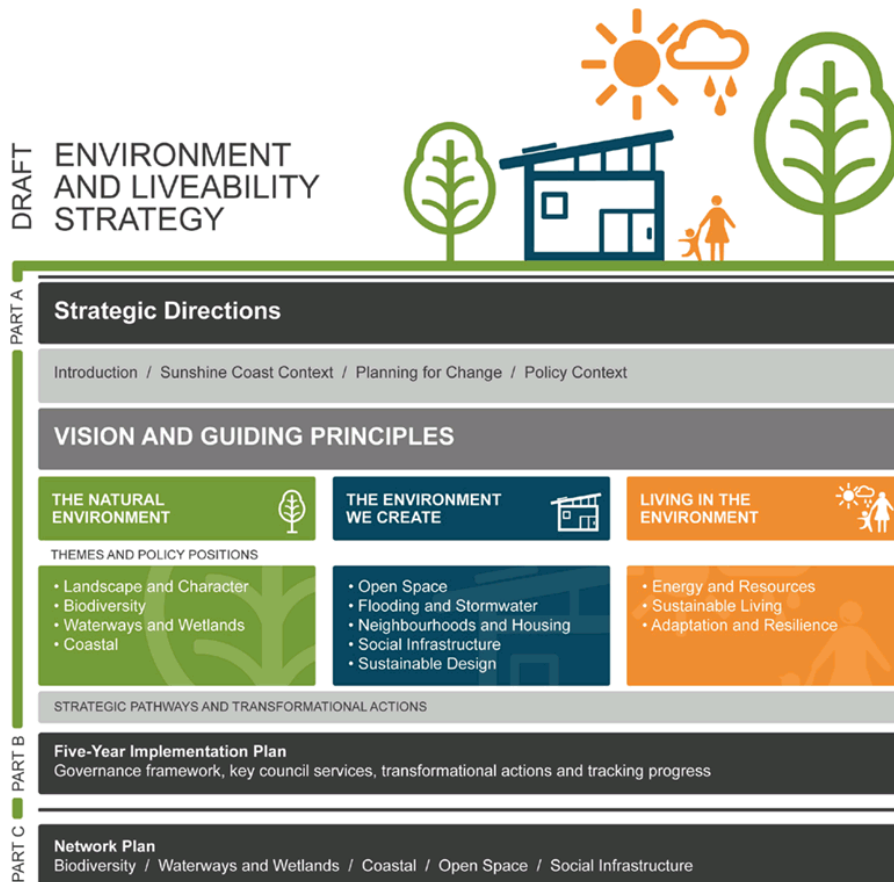 DRAFT
ENVIRONMENT
AND LIVEABILITY
STRATEGY
PART A
Strategic Directions
Introduction / Sunshine Coast Context / Planning for Change / Policy Context
VISION AND GUIDING PRINCIPLES
THE NATURAL
ENVIRONMENT
THE ENVIRONMENT
WE CREATE
LIVING IN THE
ENVIRONMENT
THEMES AND POLICY POSITIONS
• Landscape and Character
• Biodiversity
• Waterways and Wetlands
• Coastal
• Open Space
• Flooding and Stormwater
• Neighbourhoods and Housing
• Social Infrastructure
• Sustainable Design
• Energy and Resources
• Sustainable Living
• Adaptation and Resilience
STRATEGIC PATHWAYS AND TRANSFORMATIONAL ACTIONS
PART B
Five-Year Implementation Plan
Governance framework, key council services, transformational actions and tracking progress
PART C
Network Plan
Biodiversity / Waterways and Wetlands / Coastal / Open Space / Social Infrastructure